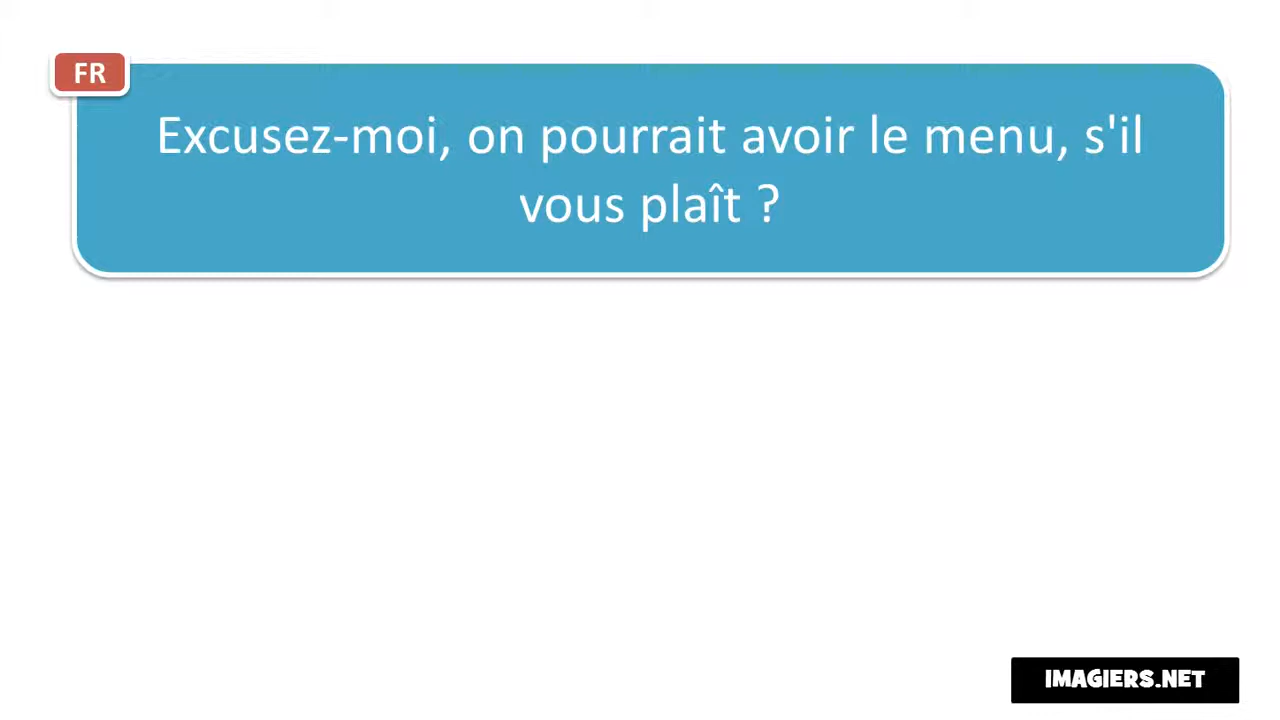 FR
Excusez-moi, on pourrait avoir le menu, s'il
vous plaît ?
IMAGIERS.NET